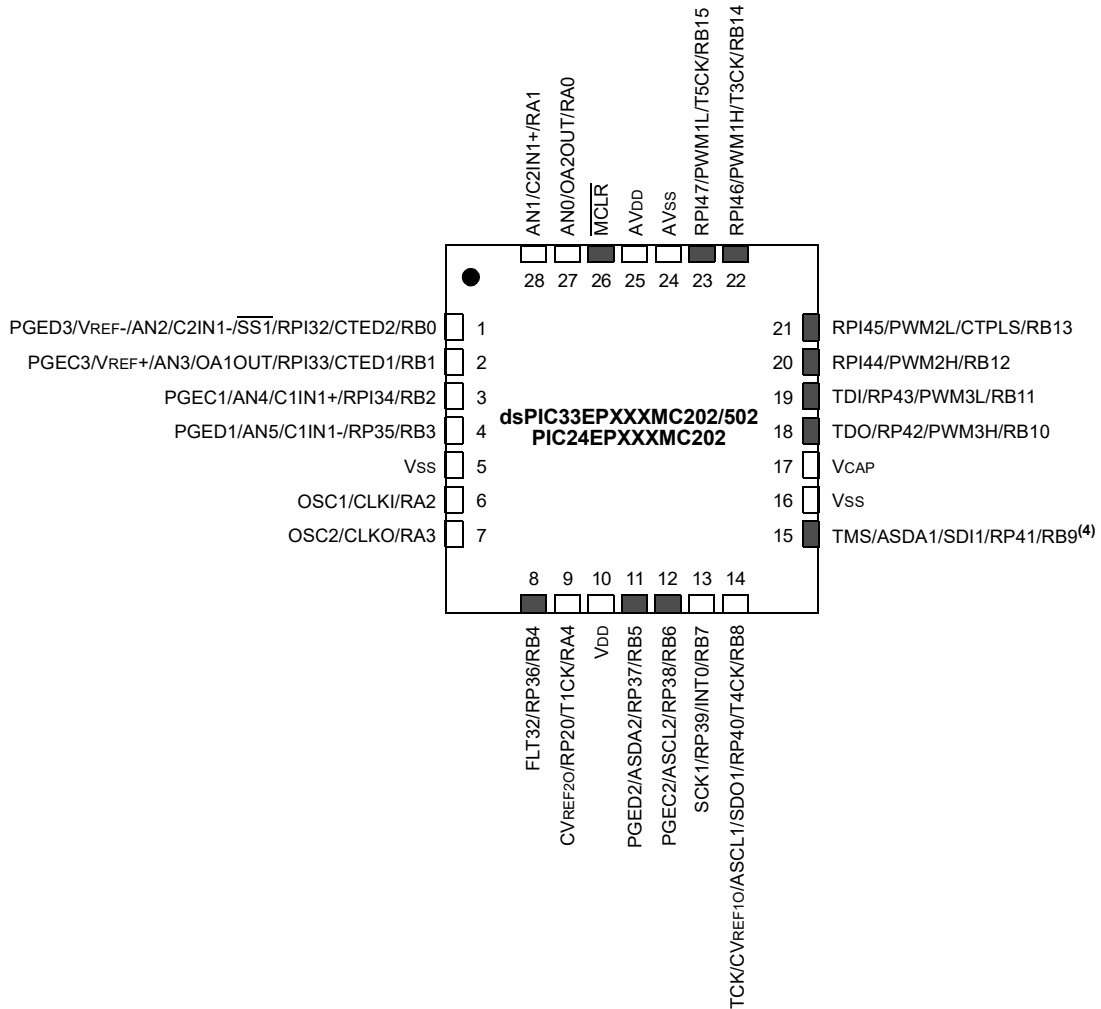 AN1/C2IN1+/RA1
AN0/OA2OUT/RA0
MCLR
AVDD
AVSS
RPI47/PWM1L/T5CK/RB15
RPI46/PWM1H/T3CK/RB14
28 27 26 25 24 23 22
PGED3/VREF-/AN2/C2IN1-/SS1/RPI32/CTED2/RB0 1
PGEC3/VREF+/AN3/OA1OUT/RPI33/CTED1/RB1 2
PGEC1/AN4/C1IN1+/RPI34/RB2 3
PGED1/AN5/C1IN1-/RP35/RB3 4
VSS 5
OSC1/CLKI/RA2 6
OSC2/CLKO/RA3 7
dsPIC33EPXXXMC202/502
PIC24EPXXXMC202
21 RPI45/PWM2L/CTPLS/RB13
20 RPI44/PWM2H/RB12
19 TDI/RP43/PWM3L/RB11
18 TDO/RP42/PWM3H/RB10
17 VCAP
16 VSS
15 TMS/ASDA1/SDI1/RP41/RB9(4)
8 9 10 11 12 13 14
FLT32/RP36/RB4
CVREF2O/RP20/T1CK/RA4
VDD
PGED2/ASDA2/RP37/RB5
PGEC2/ASCL2/RP38/RB6
SCK1/RP39/INT0/RB7
TCK/CVREF1O/ASCL1/SDO1/RP40/T4CK/RB8